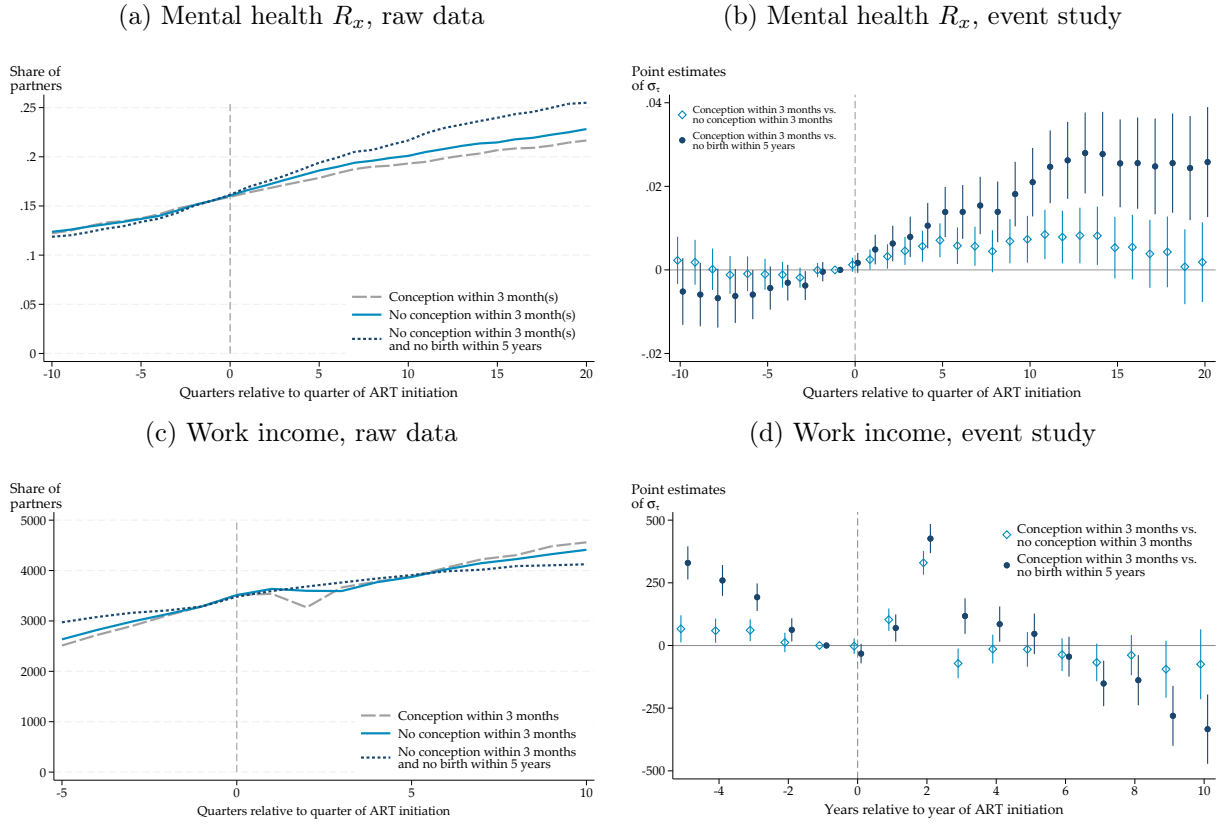 (a) Mental health Rx, raw data
Share of
partners
.25
.2
.15
.1
.05
0
Conception within 3 month(s)
No conception within 3 month(s)
No conception within 3 month(s)
and no birth within 5 years
-10
-5
0
5
10
15
20
Quarters relative to quarter of ART initiation
(b) Mental health Rx, event study
Point estimates
of στ
.04
.02
0
-.02
Conception within 3 months vs.
no conception within 3 months
Conception within 3 months vs.
no birth within 5 years
-10
-5
0
5
10
15
20
Quarters relative to quarter of ART initiation
(c) Work income, raw data
Share of
partners
5000
4000
3000
2000
1000
0
Conception within 3 months
No conception within 3 months
No conception within 3 months
and no birth within 5 years
-5
0
5
10
Quarters relative to quarter of ART initiation
(d) Work income, event study
Point estimates
of στ
500
250
0
-250
-500
Conception within 3 months vs.
no conception within 3 months
Conception within 3 months vs.
no birth within 5 years
-4
-2
0
2
4
6
8
10
Years relative to year of ART initiation